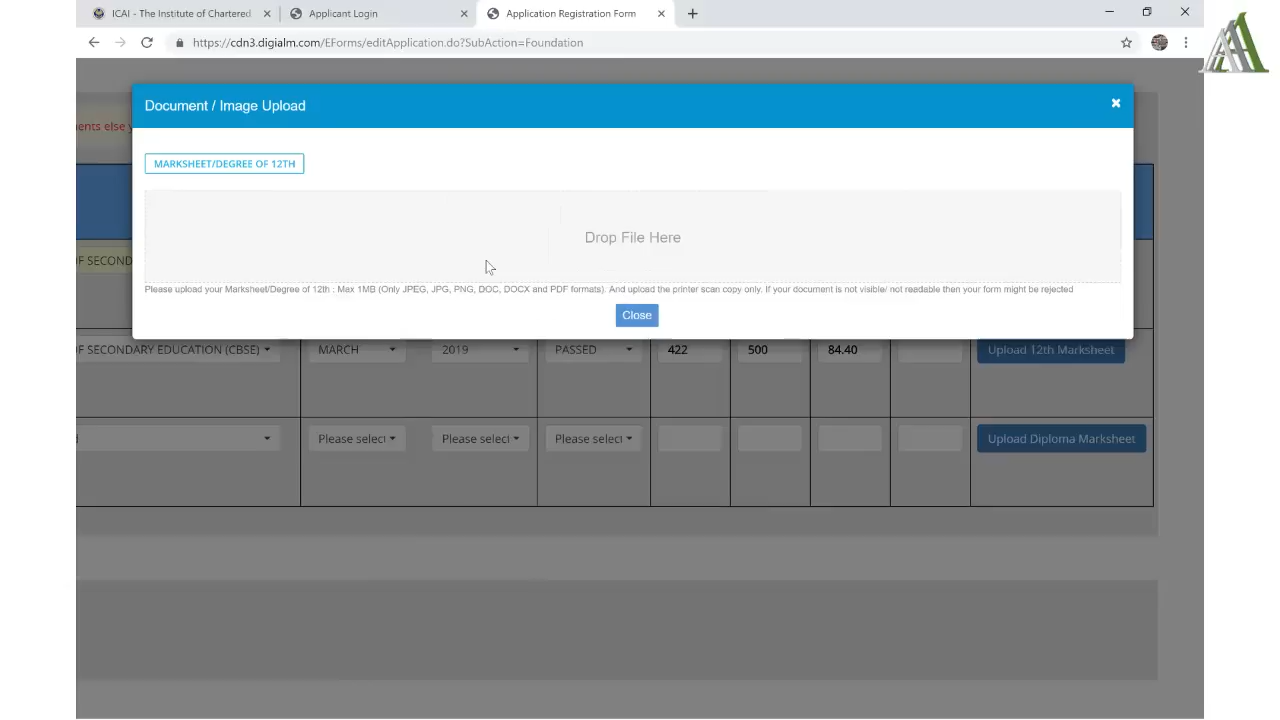 ICAI - The Institute of Chartered
Applicant Login
Application Registration Form
https://cdn3.digialm.com/EForms/editApplication.do?SubAction=Foundation
Document / Image Upload
ments else y
MARKSHEET/DEGREE OF 12TH
Drop File Here
OF SECOND
Please upload your Marksheet/Degree of 12th : Max 1MB (Only JPEG, JPG, PNG, DOC, DOCX and PDF formats). And upload the printer scan copy only. If your document is not visible/ not readable then your form might be rejected
Close
OF SECONDARY EDUCATION (CBSE) MARCH 2019 PASSED 422 500 84.40 Upload 12th Marksheet
d Please select Please select Please select Upload Diploma Marksheet